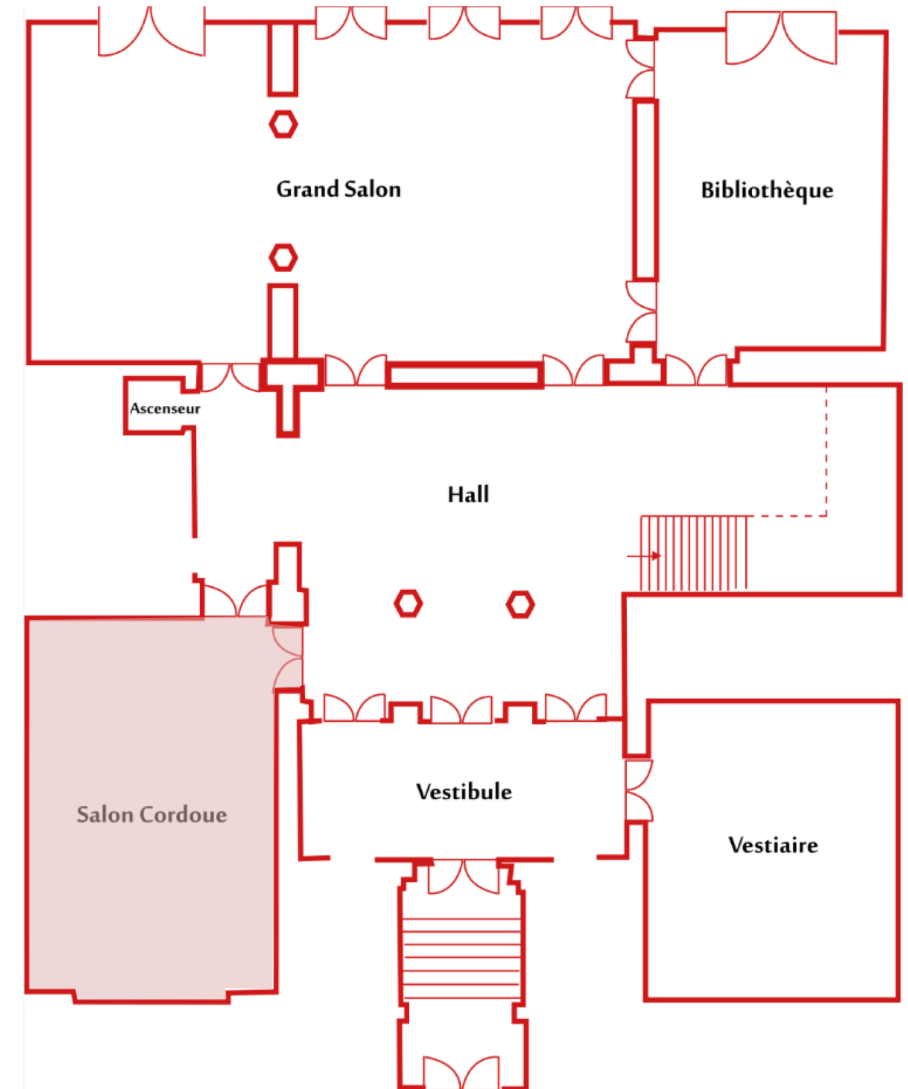 Grand Salon
Bibliothèque
Ascenseur
Hall
Salon Cordoue
Vestibule
Vestiaire